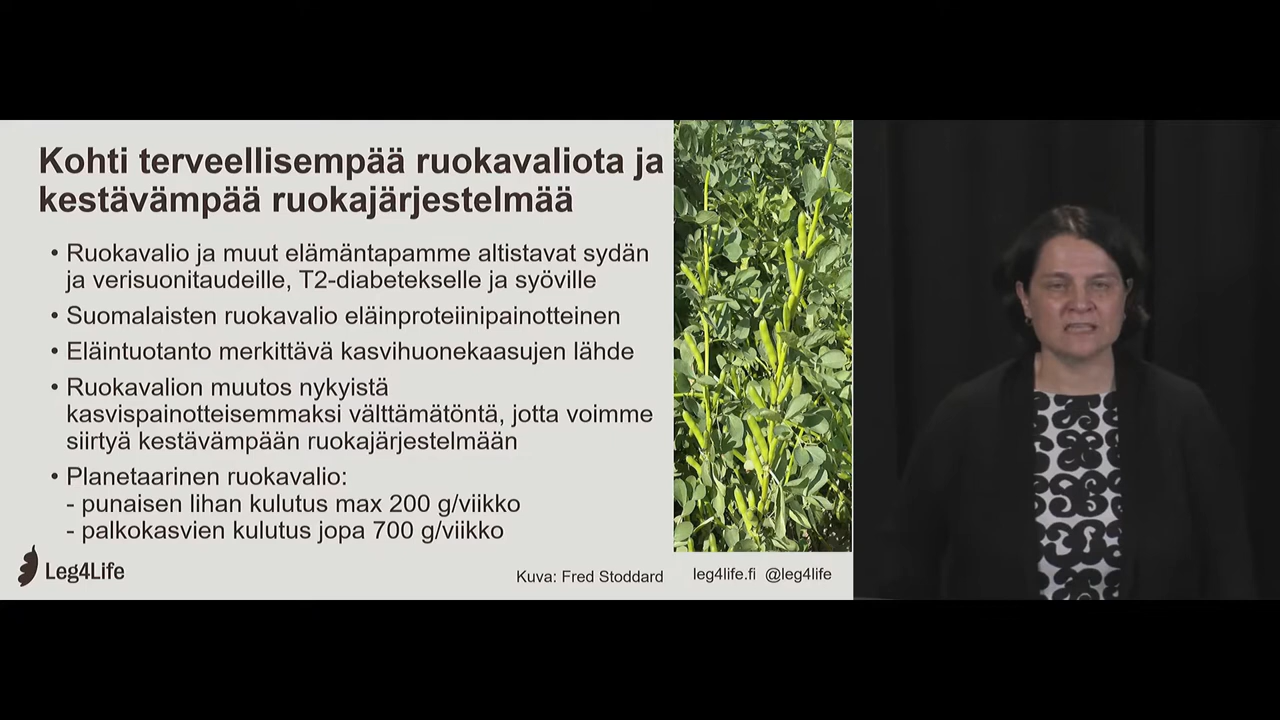 Kohti terveellisempää ruokavaliota ja
kestävämpää ruokajärjestelmää
• Ruokavalio ja muut elämäntapamme altistavat sydän
ja verisuonitaudeille, T2-diabetekselle ja syöville
• Suomalaisten ruokavalio eläinproteiinipainotteinen
• Eläintuotanto merkittävä kasvihuonekaasujen lähde
• Ruokavalion muutos nykyistä
kasvispainotteisemmaksi välttämätöntä, jotta voimme
siirtyä kestävämpään ruokajärjestelmään
• Planetaarinen ruokavalio:
- punaisen lihan kulutus max 200 g/viikko
- palkokasvien kulutus jopa 700 g/viikko
Leg4Life
Kuva: Fred Stoddard
leg4life.fi @leg4life